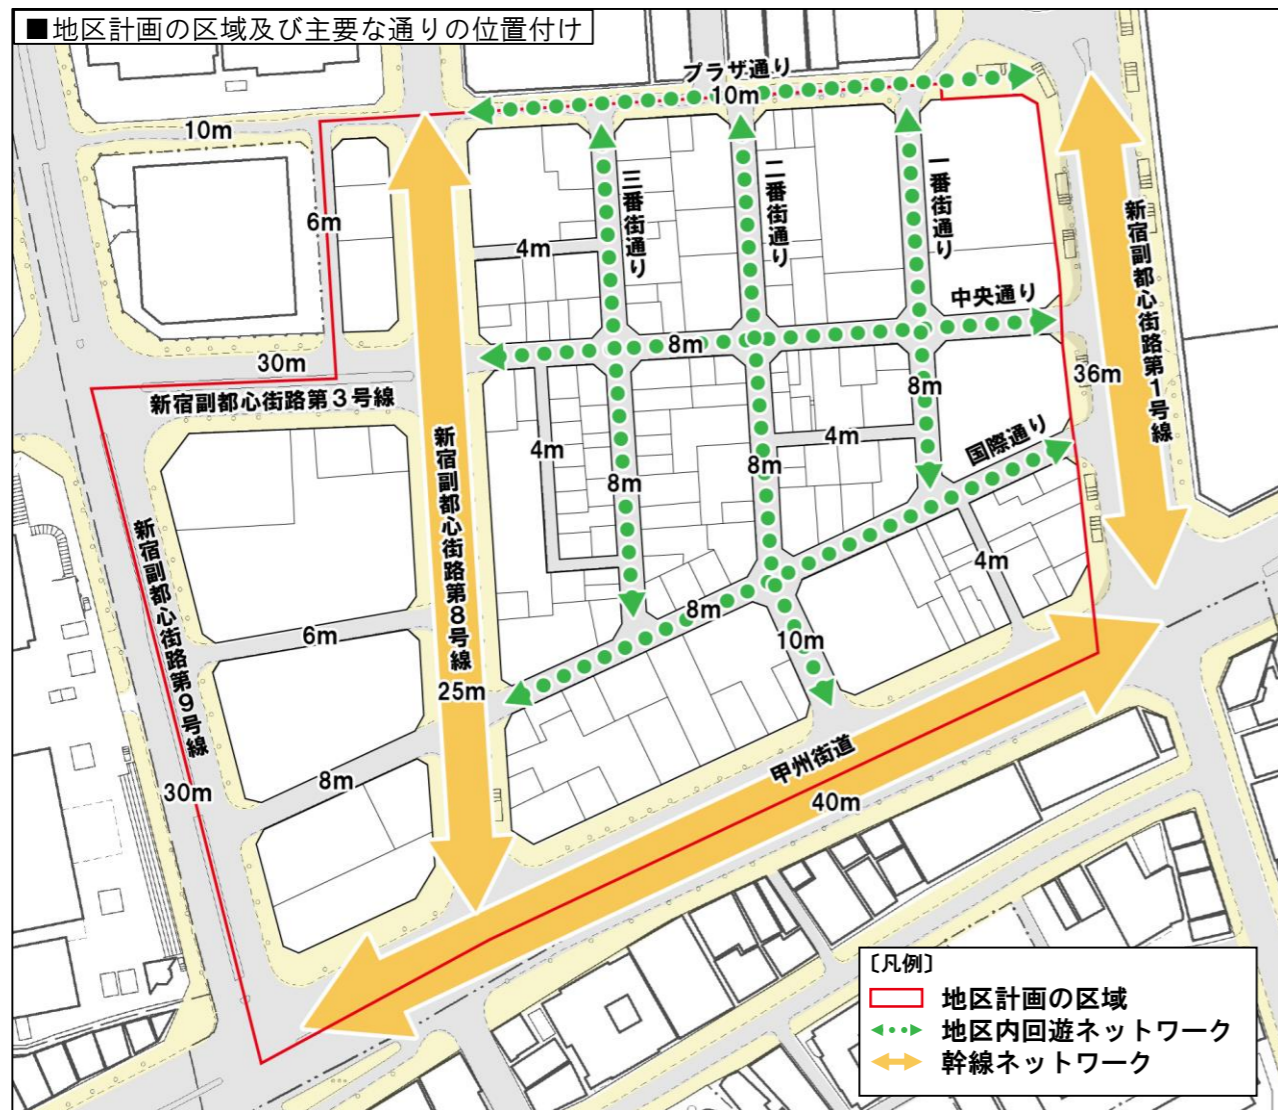 ■地区計画の区域及び主要な通りの位置付け
プラザ通り
10m
10m
6m
三番街通り
二番街通り
一番街通り
新宿副都心街路第1号線
4m
中央通り
8m
30m
新宿副都心街路第３号線
36m
8m
4m
新宿副都心街路第８号線
4m
国際通り
8m
8m
新宿副都心街路第９号線
4m
6m
8m
10m
25m
甲州街道
8m
30m
40m
〔凡例〕
地区計画の区域
地区内回遊ネットワーク
幹線ネットワーク